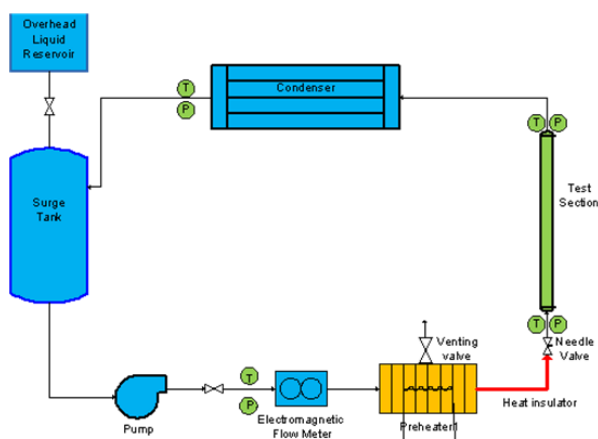 Overhead
Liquid
Reservoir
T
P
Condenser
T
P
Surge
Tank
Test
Section
T
P
Venting
valve
Needle
Valve
T
P
Pump
Electromagnetic
Flow Meter
Preheater1
Heat insulator